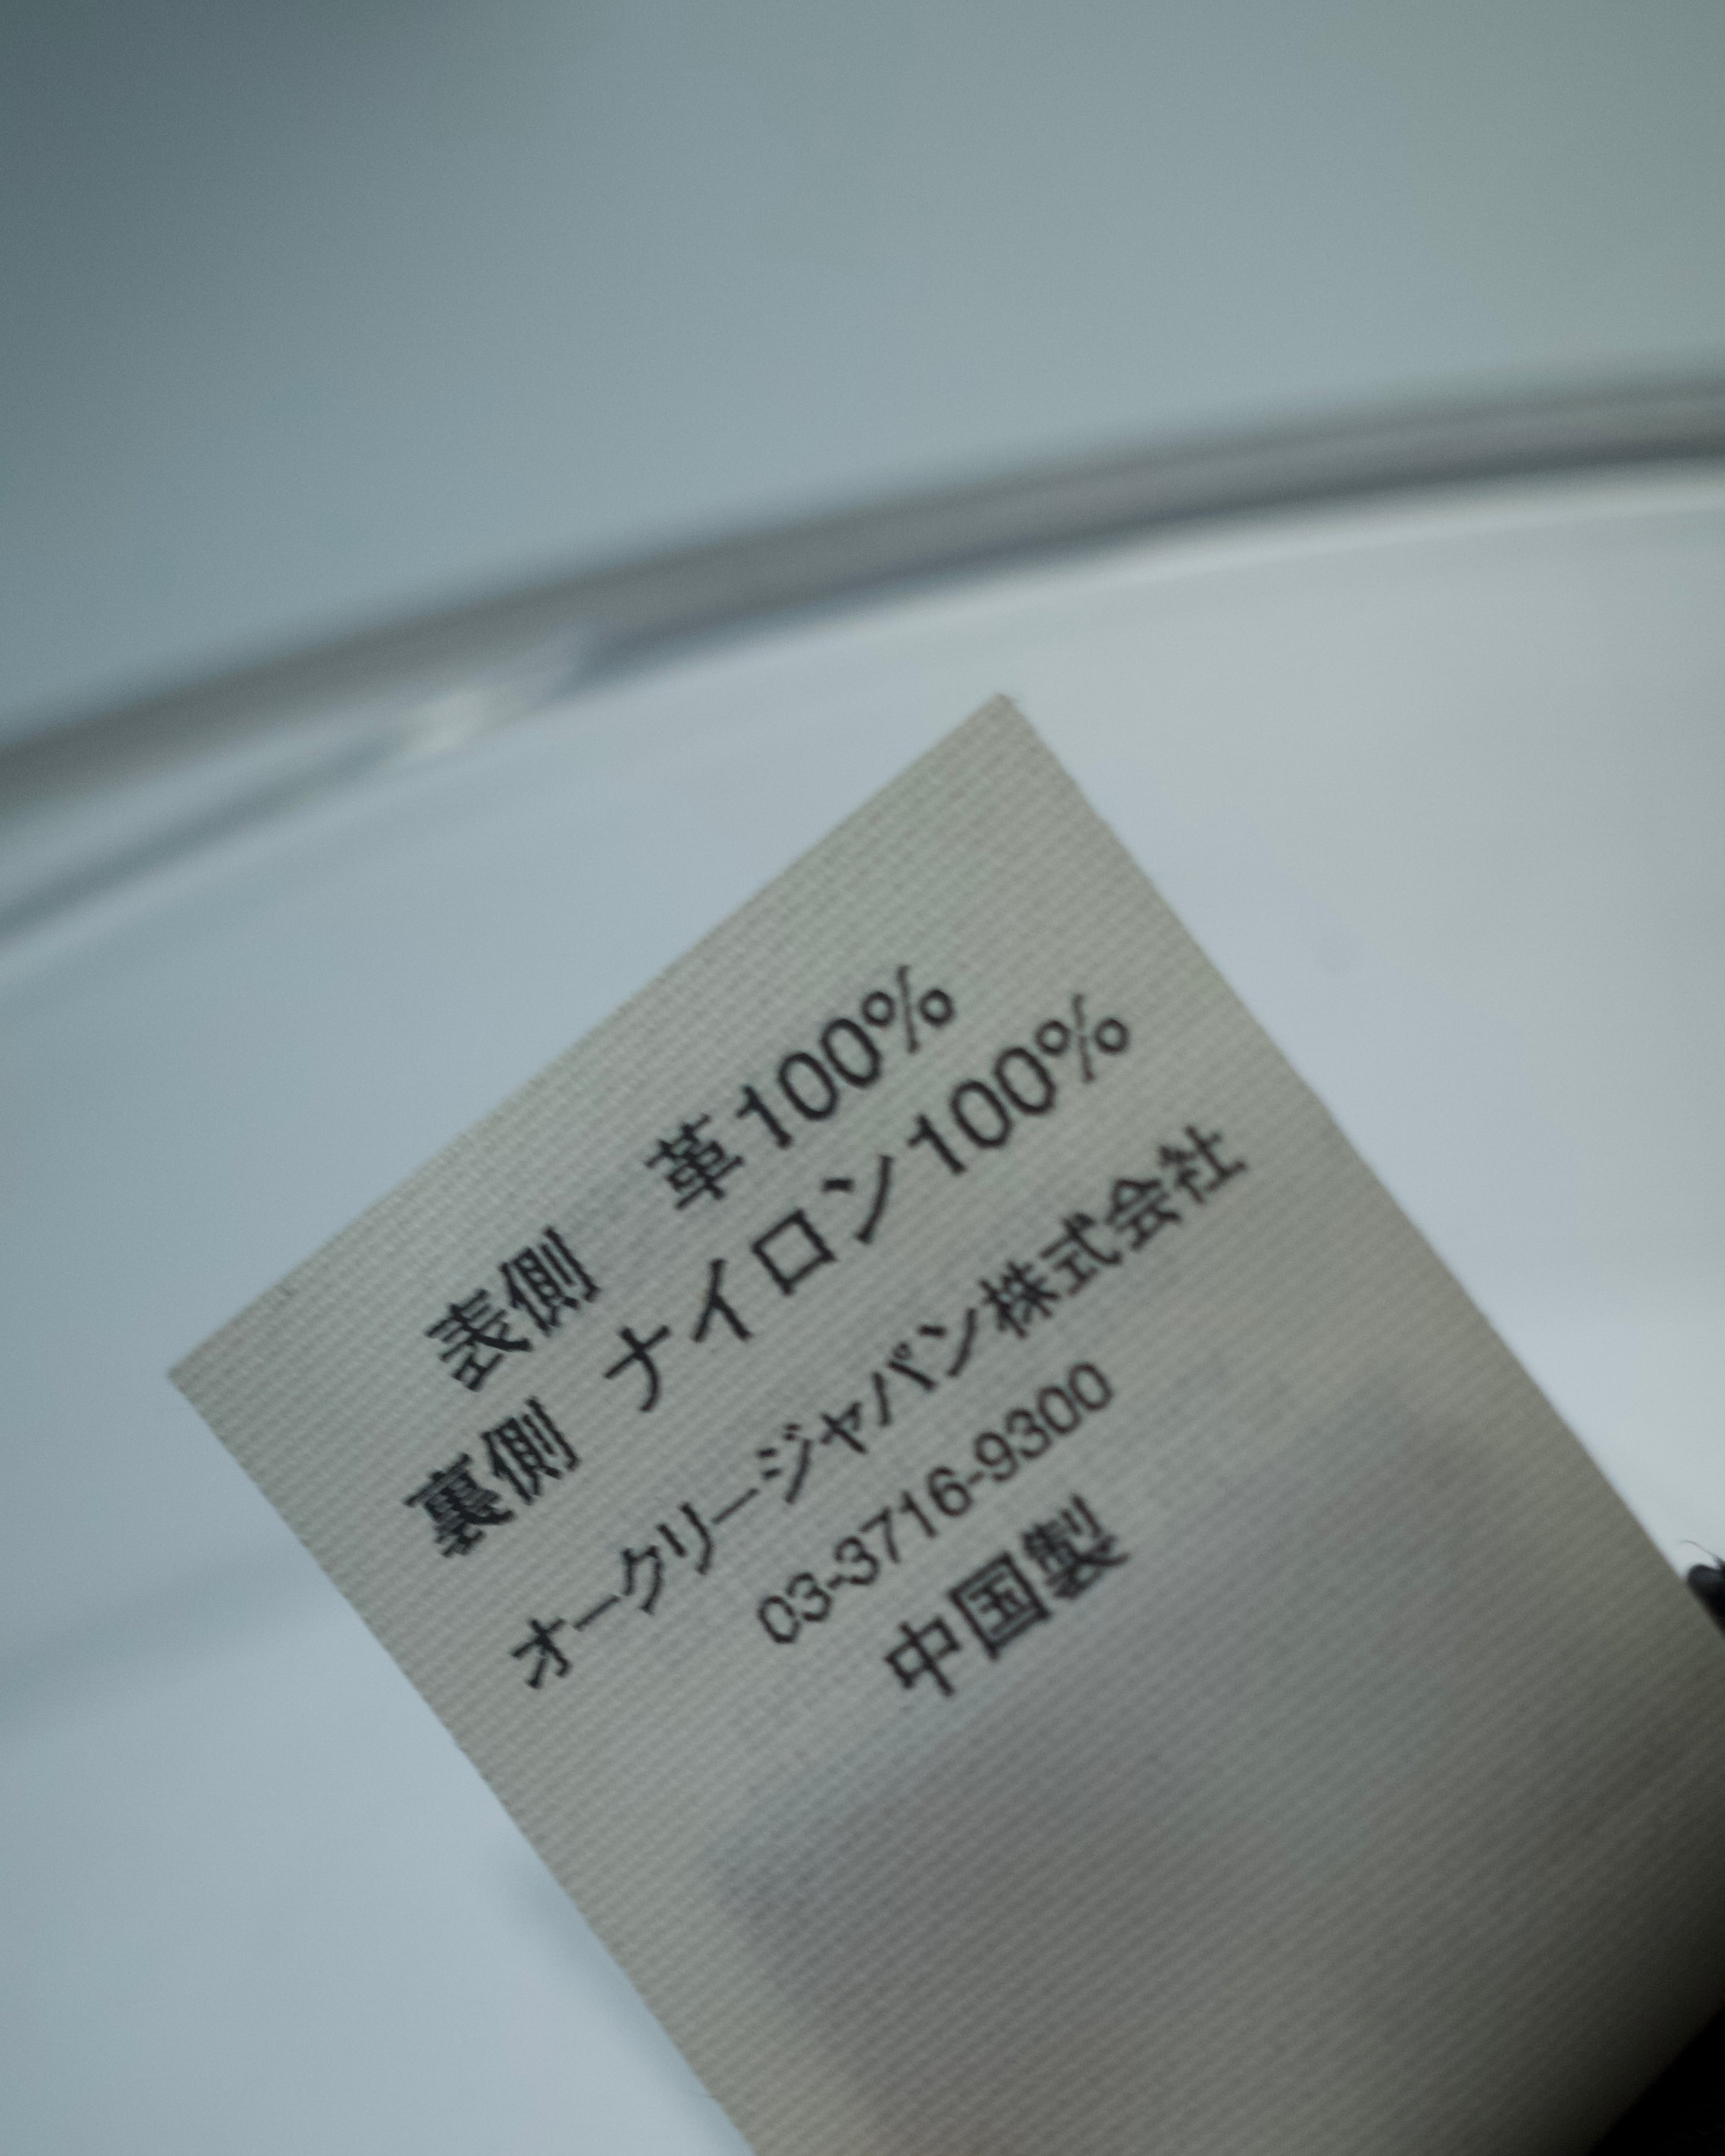 表側　革100%
裏側　ナイロン100%
オークリージャパン株式会社
03-3716-9300
中国製